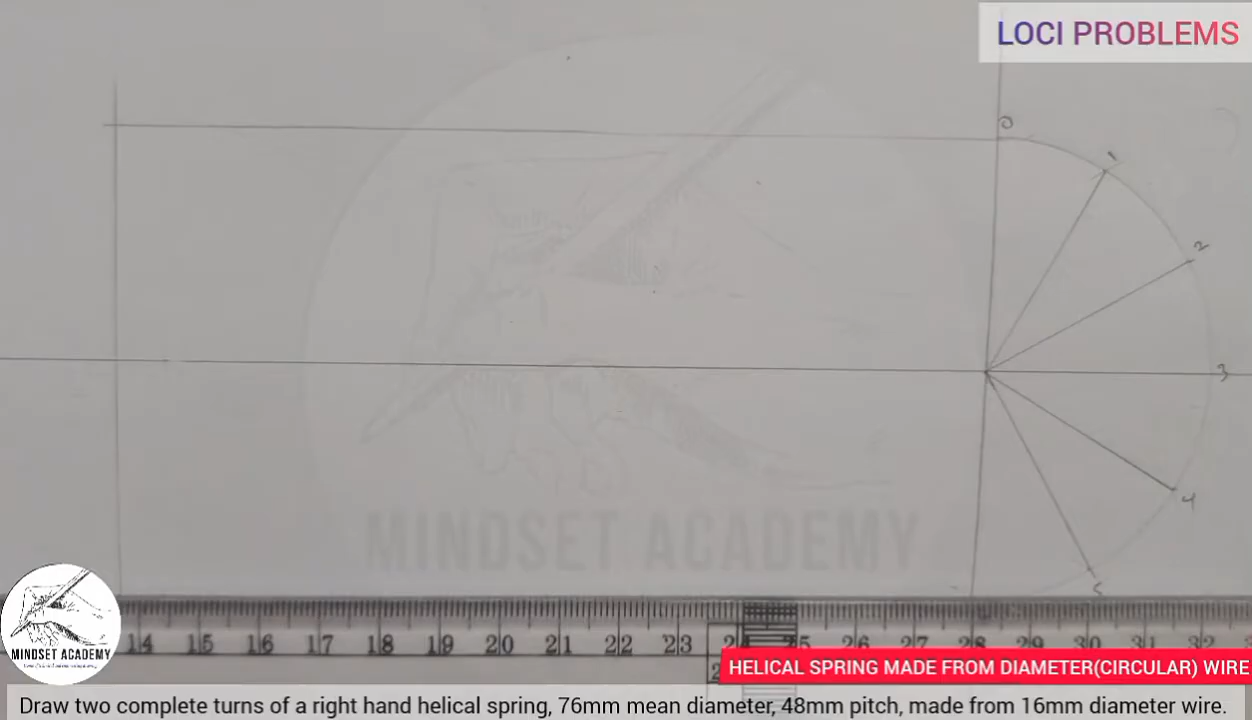 LOCI PROBLEMS
0
1
2
3
4
5
MINDSET ACADEMY
14 15 16 17 18 19 20 21 22 23 24 25 26 27 28 29 30 31 32
MINDSET ACADEMY
HELICAL SPRING MADE FROM DIAMETER(CIRCULAR) WIRE
Draw two complete turns of a right hand helical spring, 76mm mean diameter, 48mm pitch, made from 16mm diameter wire.